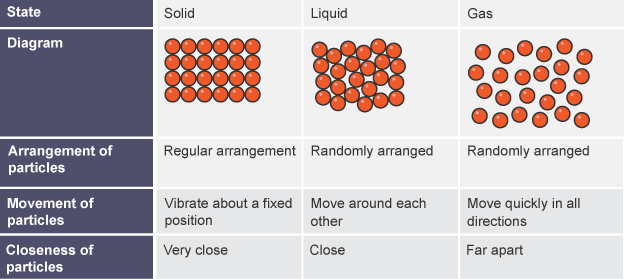 State Solid Liquid Gas
Diagram
Arrangement of particles Regular arrangement Randomly arranged Randomly arranged
Movement of particles Vibrate about a fixed position Move around each other Move quickly in all directions
Closeness of particles Very close Close Far apart